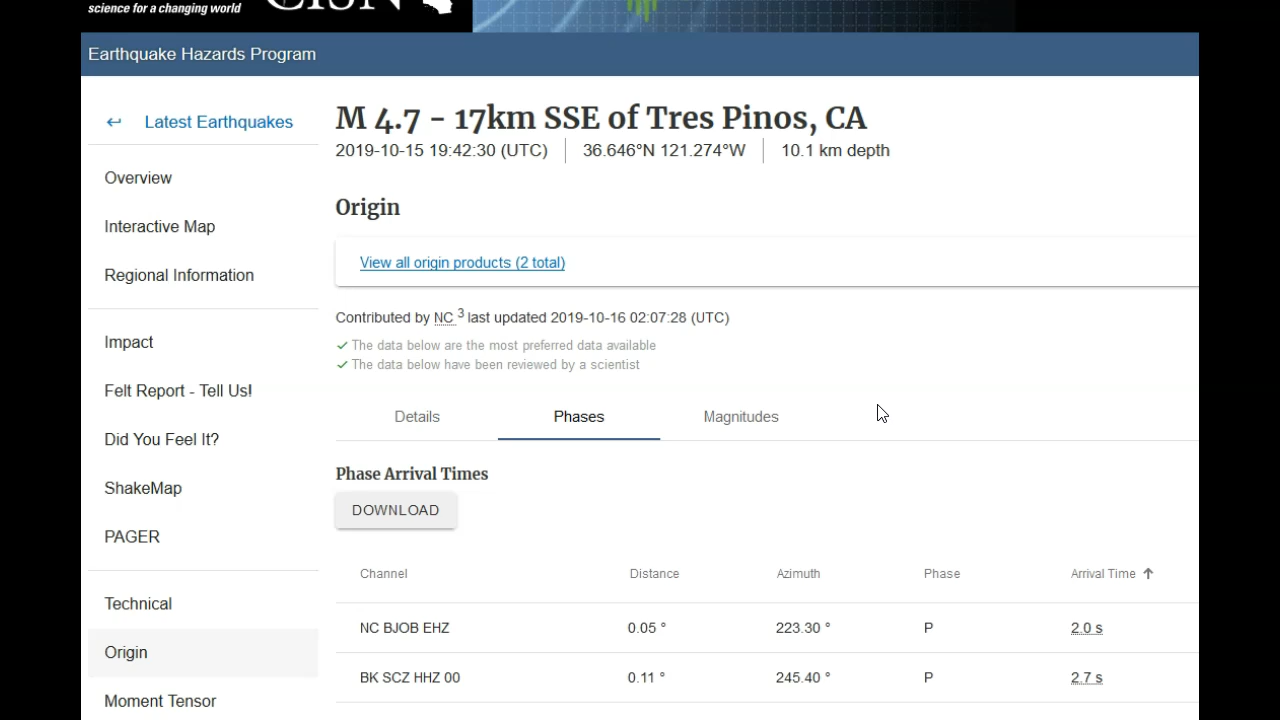 science for a changing world
CISN
Earthquake Hazards Program
Latest Earthquakes
Overview
Interactive Map
Regional Information
Impact
Felt Report - Tell Us!
Did You Feel It?
ShakeMap
PAGER
Technical
Origin
Moment Tensor
M 4.7 - 17km SSE of Tres Pinos, CA
2019-10-15 19:42:30 (UTC) 36.646°N 121.274°W 10.1 km depth
Origin
View all origin products (2 total)
Contributed by NC 3 last updated 2019-10-16 02:07:28 (UTC)
✓ The data below are the most preferred data available
✓ The data below have been reviewed by a scientist
Details Phases Magnitudes
Phase Arrival Times
DOWNLOAD
Channel Distance Azimuth Phase Arrival Time ↑
NC BJOB EHZ 0.05 ° 223.30 ° P 2.0 s
BK SCZ HHZ 00 0.11 ° 245.40 ° P 2.7 s